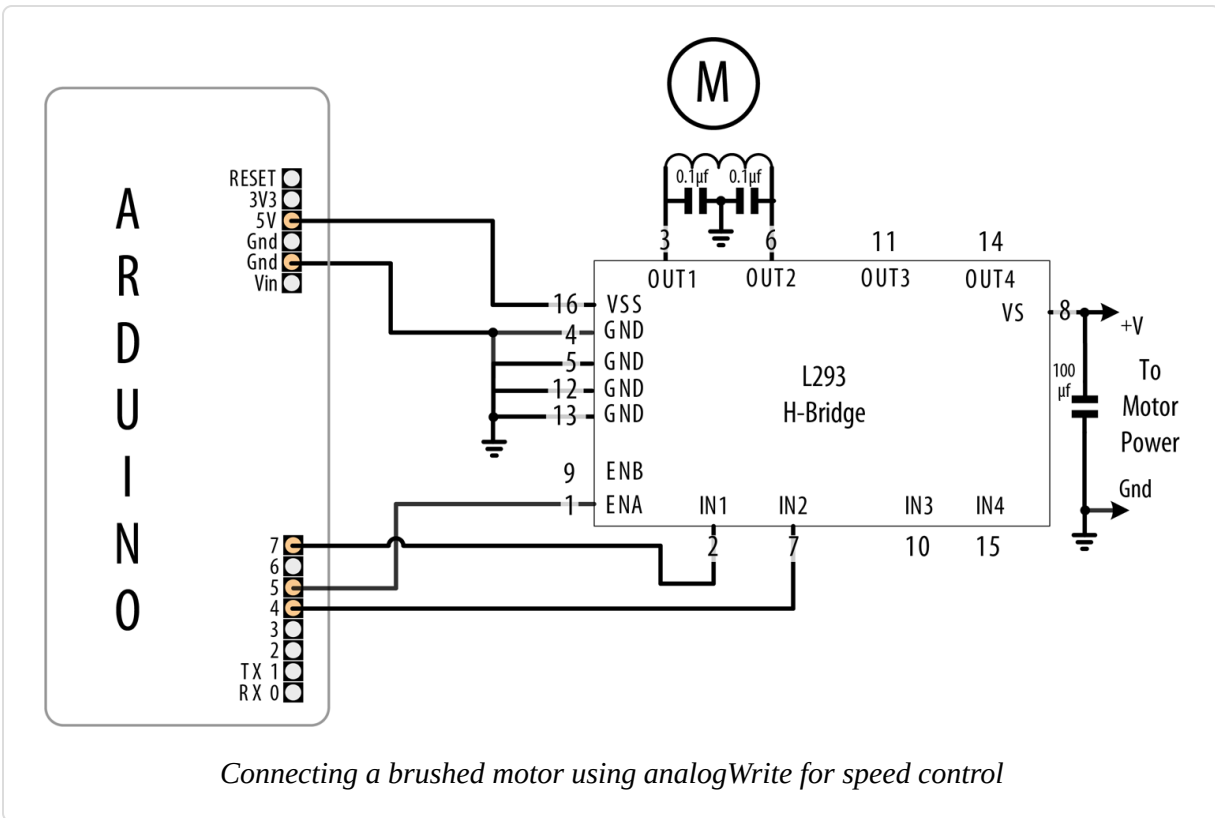 M
0.1µf 0.1µf
ARDUINO
RESET
3V3
5V
Gnd
Gnd
Vin
3 6 11 14
OUT1 OUT2 OUT3 OUT4
16 VSS
4 GND
5 GND
12 GND
13 GND
9 ENB
1 ENA
L293
H-Bridge
VS 8
+V
100
µf
To
Motor
Power
Gnd
IN1 IN2 IN3 IN4
2 7 10 15
7
6
5
4
3
2
TX 1
RX 0
Connecting a brushed motor using analogWrite for speed control